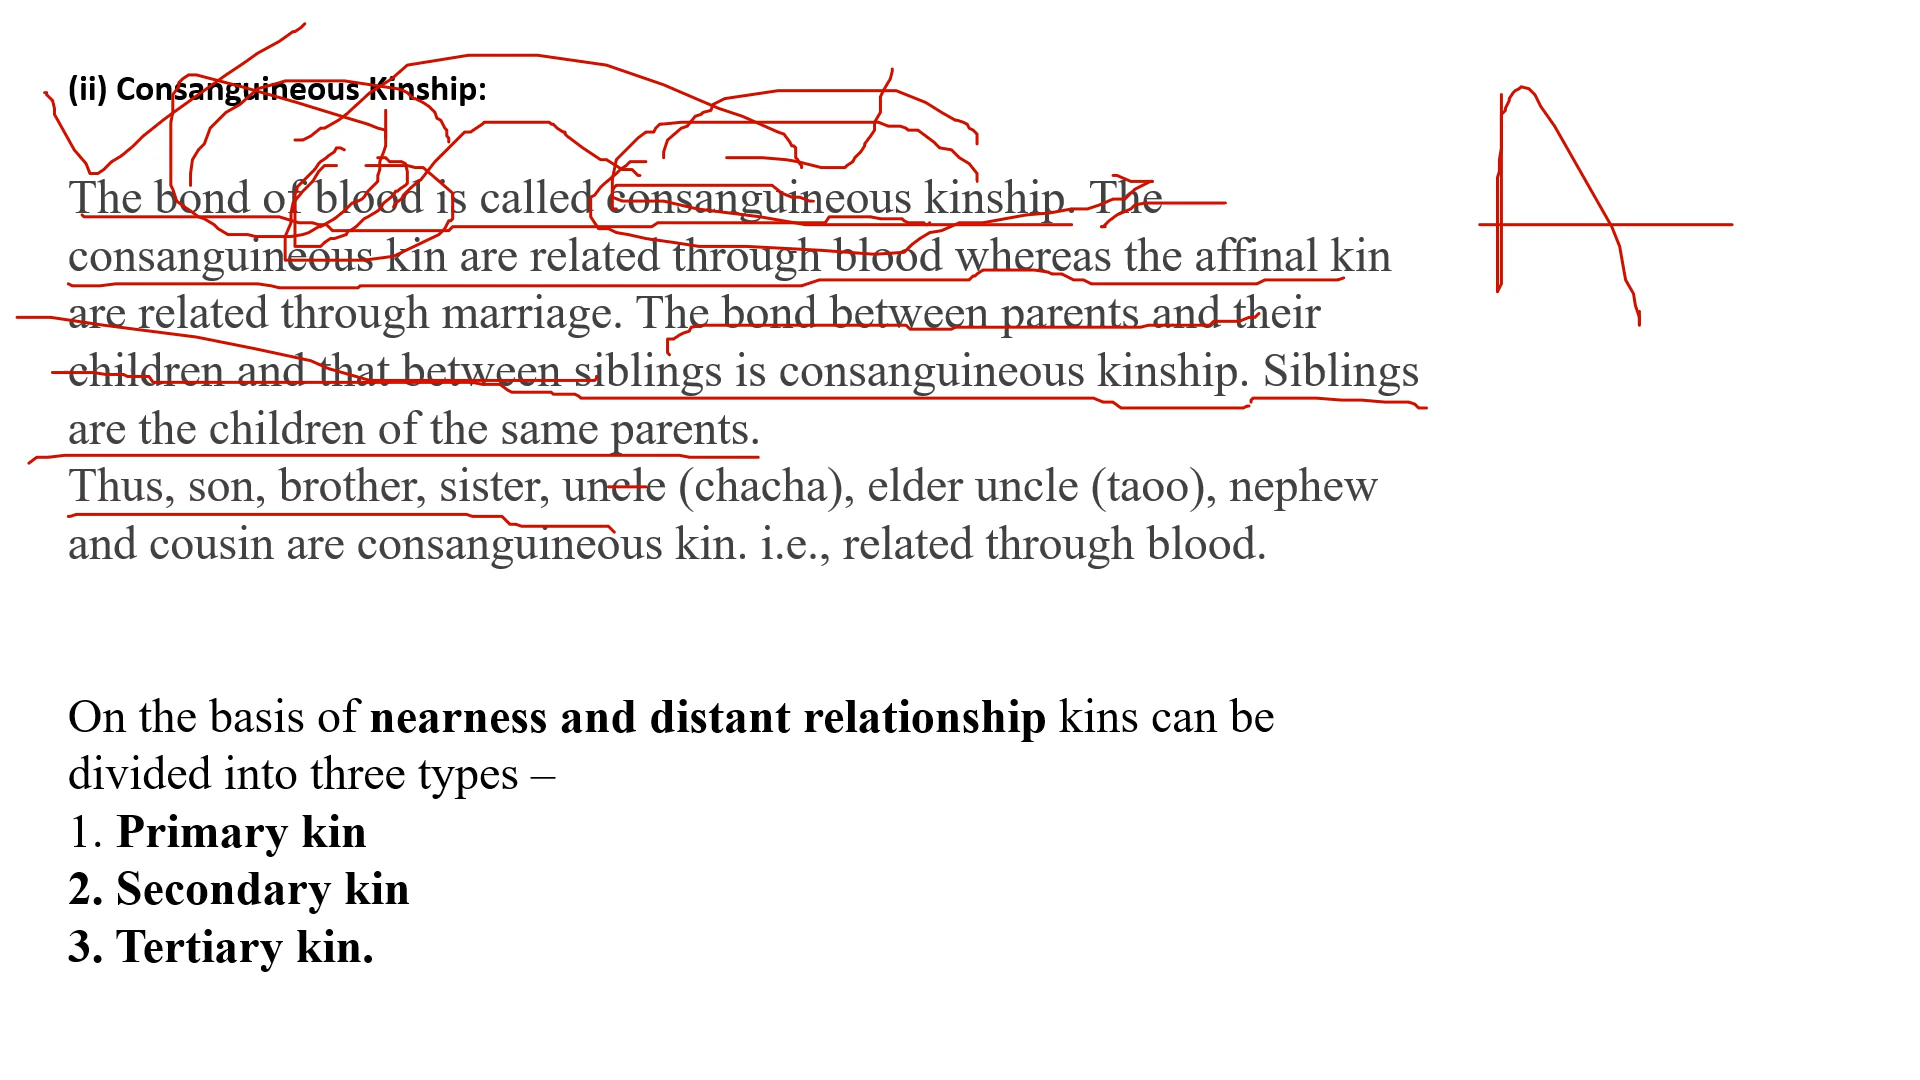 (ii) Consanguineous Kinship:
The bond of blood is called consanguineous kinship. The
consanguineous kin are related through blood whereas the affinal kin
are related through marriage. The bond between parents and their
children and that between siblings is consanguineous kinship. Siblings
are the children of the same parents.
Thus, son, brother, sister, uncle (chacha), elder uncle (taoo), nephew
and cousin are consanguineous kin. i.e., related through blood.
On the basis of nearness and distant relationship kins can be
divided into three types –
1. Primary kin
2. Secondary kin
3. Tertiary kin.
A